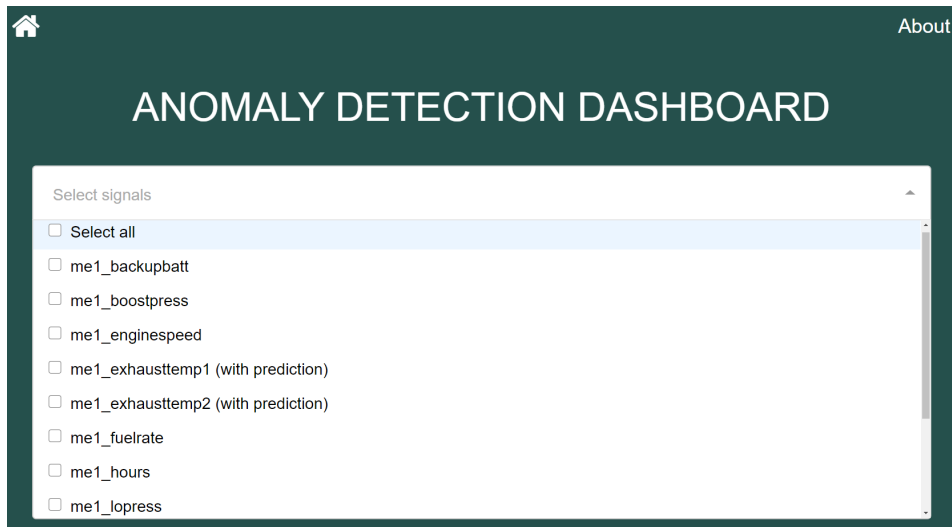 About
ANOMALY DETECTION DASHBOARD
Select signals
Select all
me1_backupbatt
me1_boostpress
me1_enginespeed
me1_exhausttemp1 (with prediction)
me1_exhausttemp2 (with prediction)
me1_fuelrate
me1_hours
me1_lopress